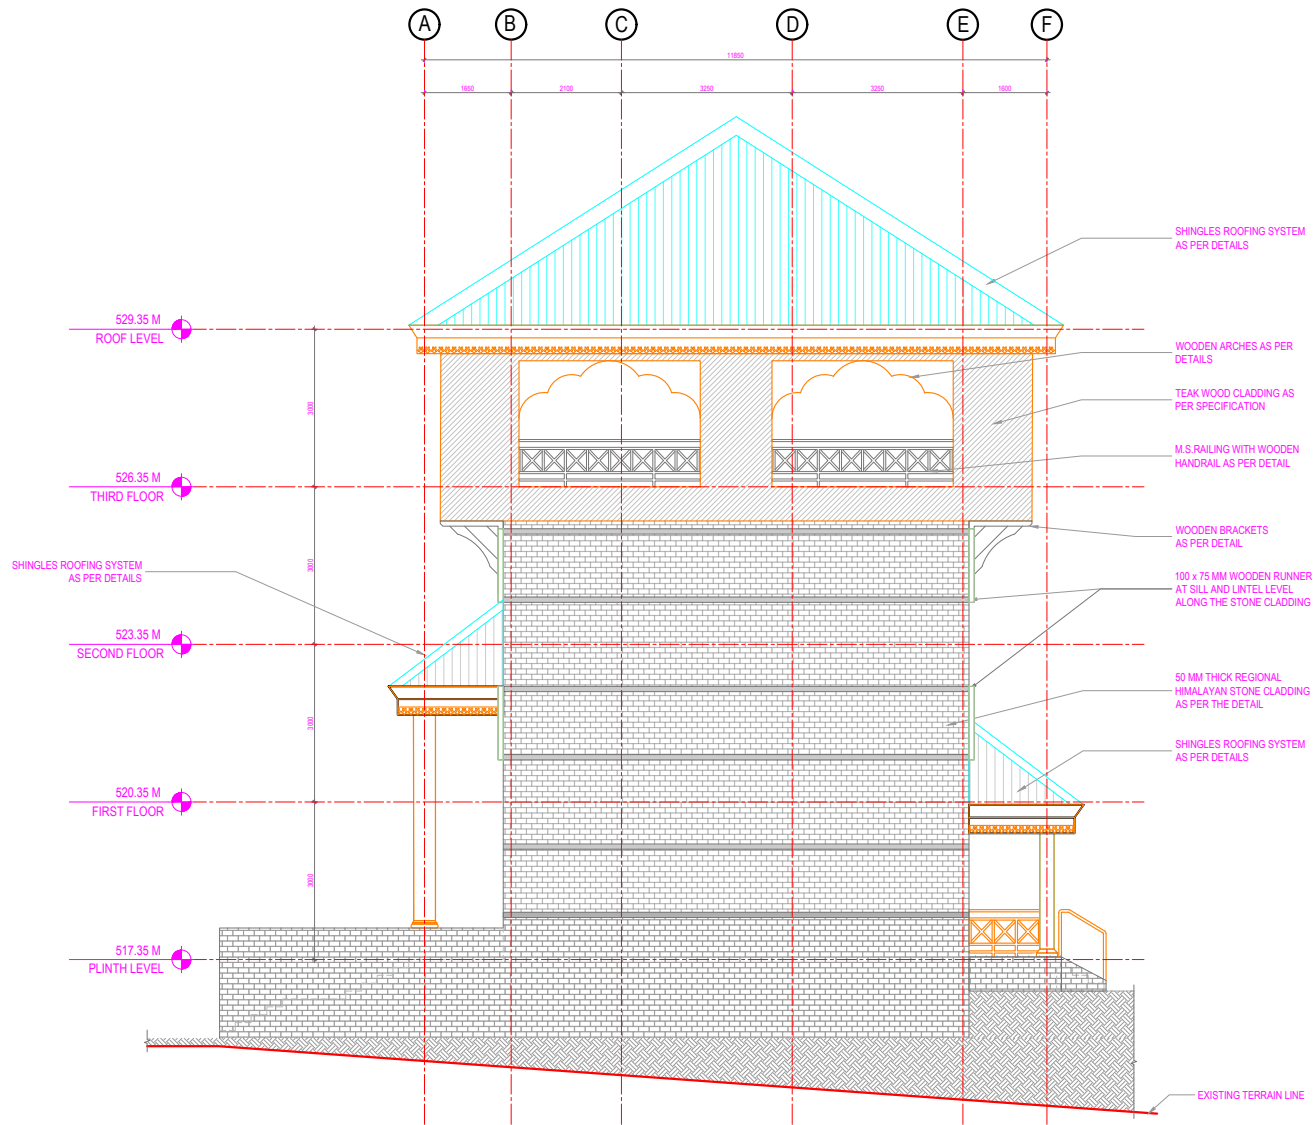 A B C D E F
11850
1650 2100 3250 3250 1600
SHINGLES ROOFING SYSTEM
AS PER DETAILS
529.35 M
ROOF LEVEL
WOODEN ARCHES AS PER
DETAILS
TEAK WOOD CLADDING AS
PER SPECIFICATION
3000
M.S.RAILING WITH WOODEN
HANDRAIL AS PER DETAIL
526.35 M
THIRD FLOOR
WOODEN BRACKETS
AS PER DETAIL
SHINGLES ROOFING SYSTEM
AS PER DETAILS
3000
100 x 75 MM WOODEN RUNNER
AT SILL AND LINTEL LEVEL
ALONG THE STONE CLADDING
523.35 M
SECOND FLOOR
50 MM THICK REGIONAL
HIMALAYAN STONE CLADDING
AS PER THE DETAIL
3000
SHINGLES ROOFING SYSTEM
AS PER DETAILS
520.35 M
FIRST FLOOR
3000
517.35 M
PLINTH LEVEL
EXISTING TERRAIN LINE